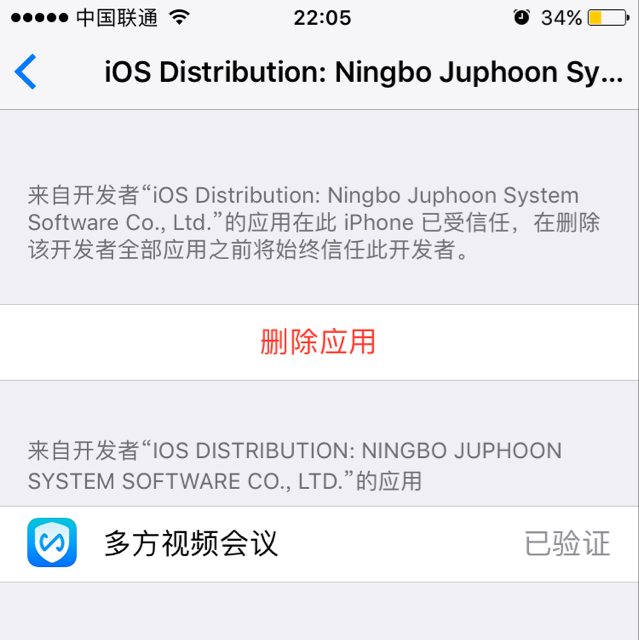 中国联通 22:05 34%
iOS Distribution: Ningbo Juphoon Sy...
来自开发者“iOS Distribution: Ningbo Juphoon System
Software Co., Ltd.”的应用在此 iPhone 已受信任，在删除
该开发者全部应用之前将始终信任此开发者。
删除应用
来自开发者“IOS DISTRIBUTION: NINGBO JUPHOON
SYSTEM SOFTWARE CO., LTD.”的应用
多方视频会议 已验证